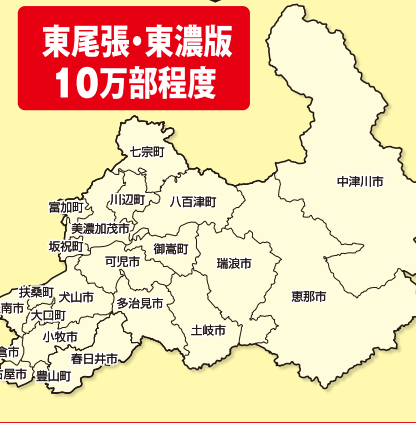 東尾張・東濃版
10万部程度
七宗町
中津川市
川辺町
八百津町
富加町
美濃加茂市
坂祝町
御嵩町
可児市
瑞浪市
扶桑町
犬山市
恵那市
多治見市
南市
大口町
土岐市
小牧市
倉市
春日井市
屋市
豊山町